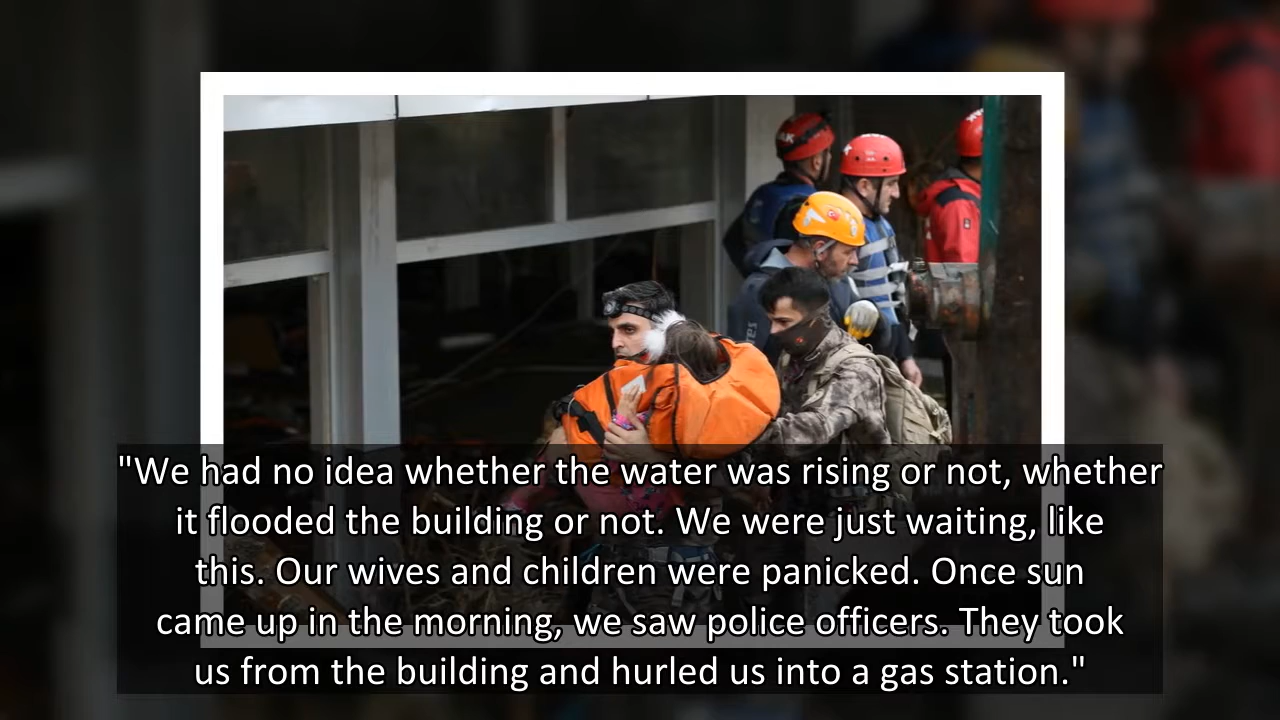 "We had no idea whether the water was rising or not, whether
it flooded the building or not. We were just waiting, like
this. Our wives and children were panicked. Once sun
came up in the morning, we saw police officers. They took
us from the building and hurled us into a gas station."